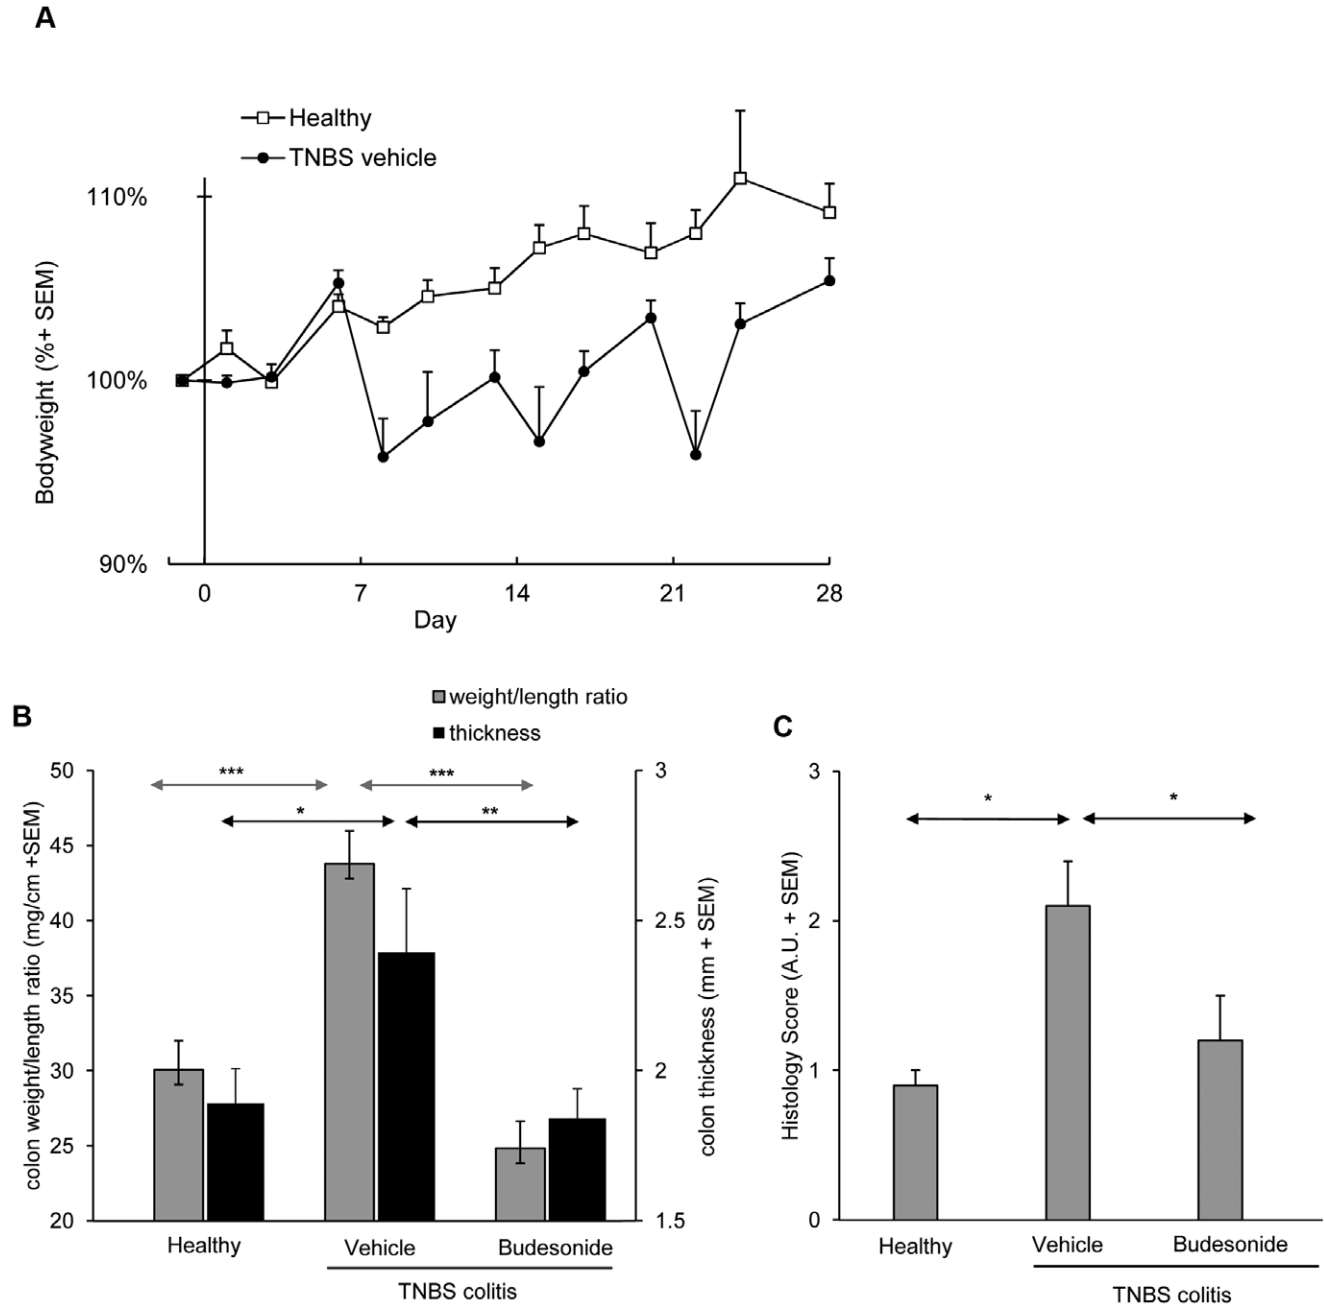 A
Healthy
TNBS vehicle
110%
100%
90%
Bodyweight (%+ SEM)
0 7 14 21 28
Day
B
weight/length ratio
thickness
50
45
40
35
30
25
20
colon weight/length ratio (mg/cm +SEM)
*** ***
* **
3
2.5
2
1.5
colon thickness (mm + SEM)
Healthy Vehicle Budesonide
TNBS colitis
C
3
2
1
0
Histology Score (A.U. + SEM)
* *
Healthy Vehicle Budesonide
TNBS colitis